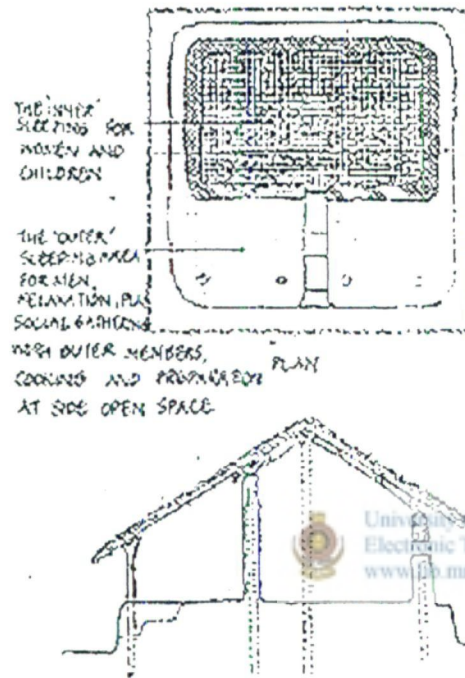 THE 'INNER'
SLEEPING FOR
WOMEN AND
CHILDREN
THE 'OUTER'
SLEEPING AREA
FOR MEN,
RELAXATION, PLUS
SOCIAL GATHERING
WITH OUTER MEMBERS,
COOKING AND PREPARATION
AT SIDE OPEN SPACE
PLAN
University
Electronic T
www.lib.m